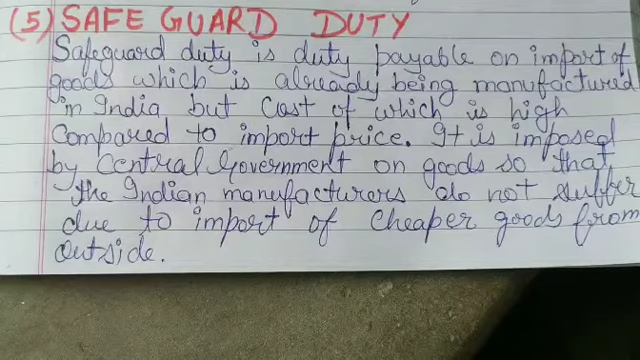 (5) SAFE GUARD DUTY
Safeguard duty is duty payable on import of
goods which is already being manufactured
in India but cost of which is high
compared to import price. It is imposed
by Central Government on goods so that
the Indian manufacturers do not suffer
due to import of cheaper goods from
outside.